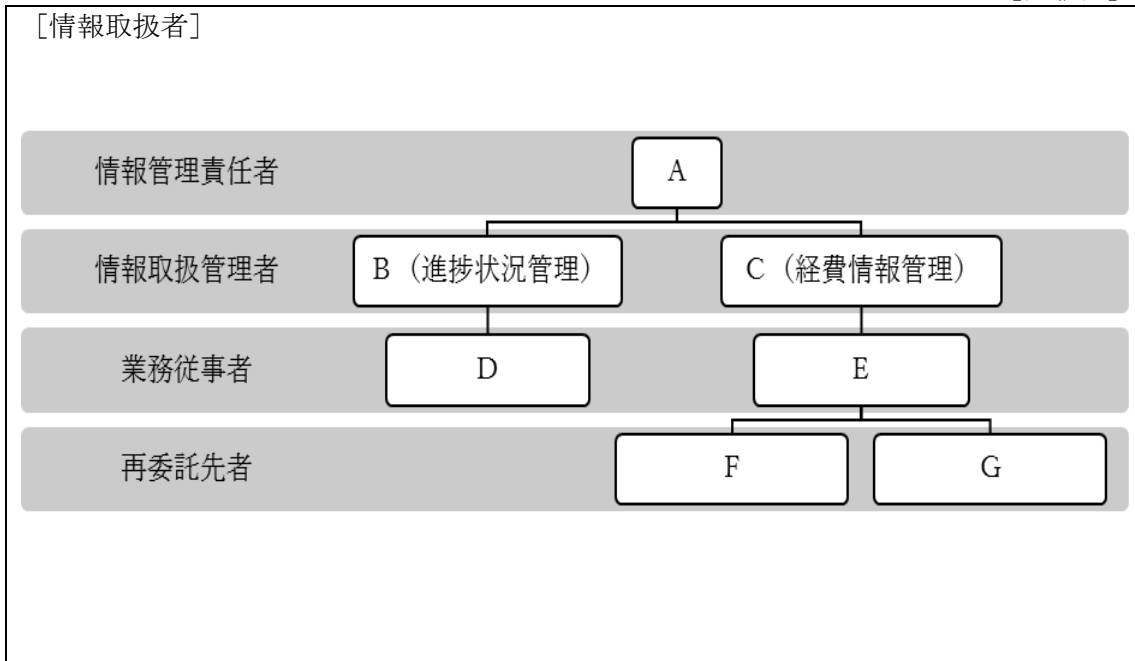 ［情報取扱者］
情報管理責任者
A
情報取扱管理者
B（進捗状況管理）
C（経費情報管理）
業務従事者
D
E
再委託先者
F
G